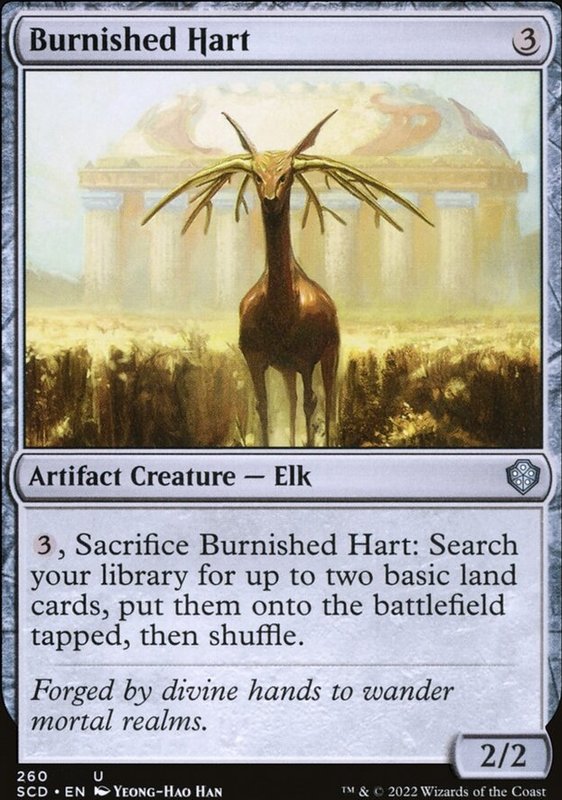 Burnished Hart 3
Artifact Creature — Elk
3, Sacrifice Burnished Hart: Search
your library for up to two basic land
cards, put them onto the battlefield
tapped, then shuffle.
Forged by divine hands to wander
mortal realms.
2/2
260 U
SCD • EN Yeong-Hao Han
™ & © 2022 Wizards of the Coast